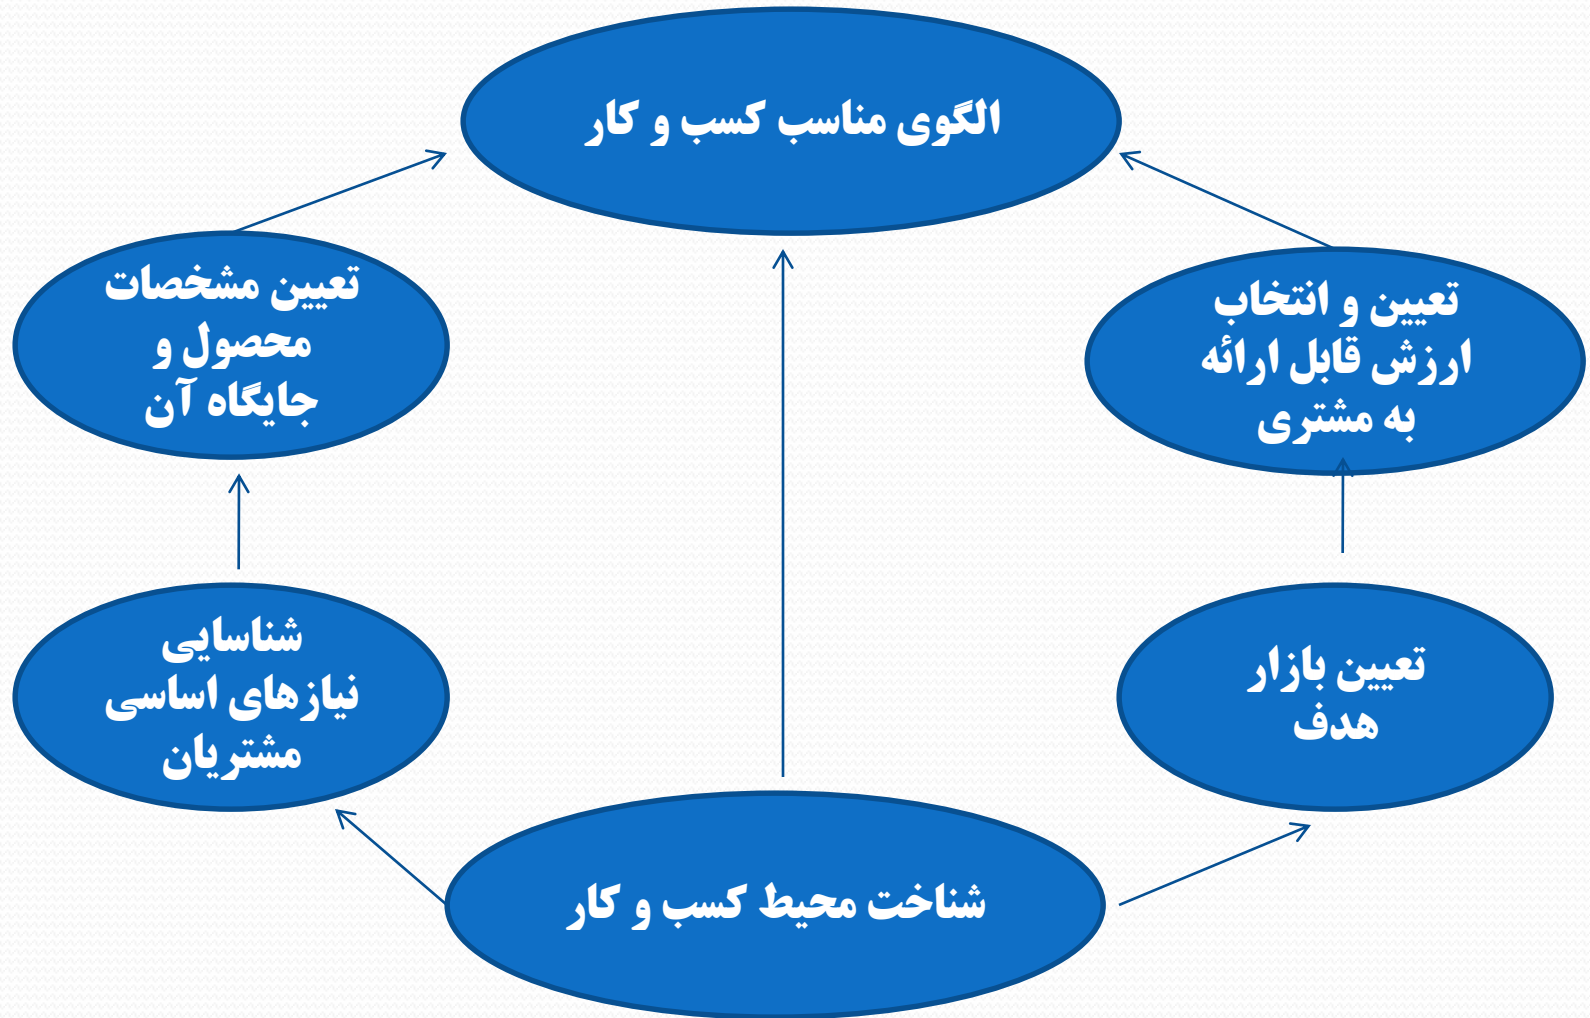 الگوی مناسب کسب و کار
تعیین و انتخاب
ارزش قابل ارائه
به مشتری
تعیین مشخصات
محصول و
جایگاه آن
تعیین بازار
هدف
شناسایی
نیازهای اساسی
مشتریان
شناخت محیط کسب و کار